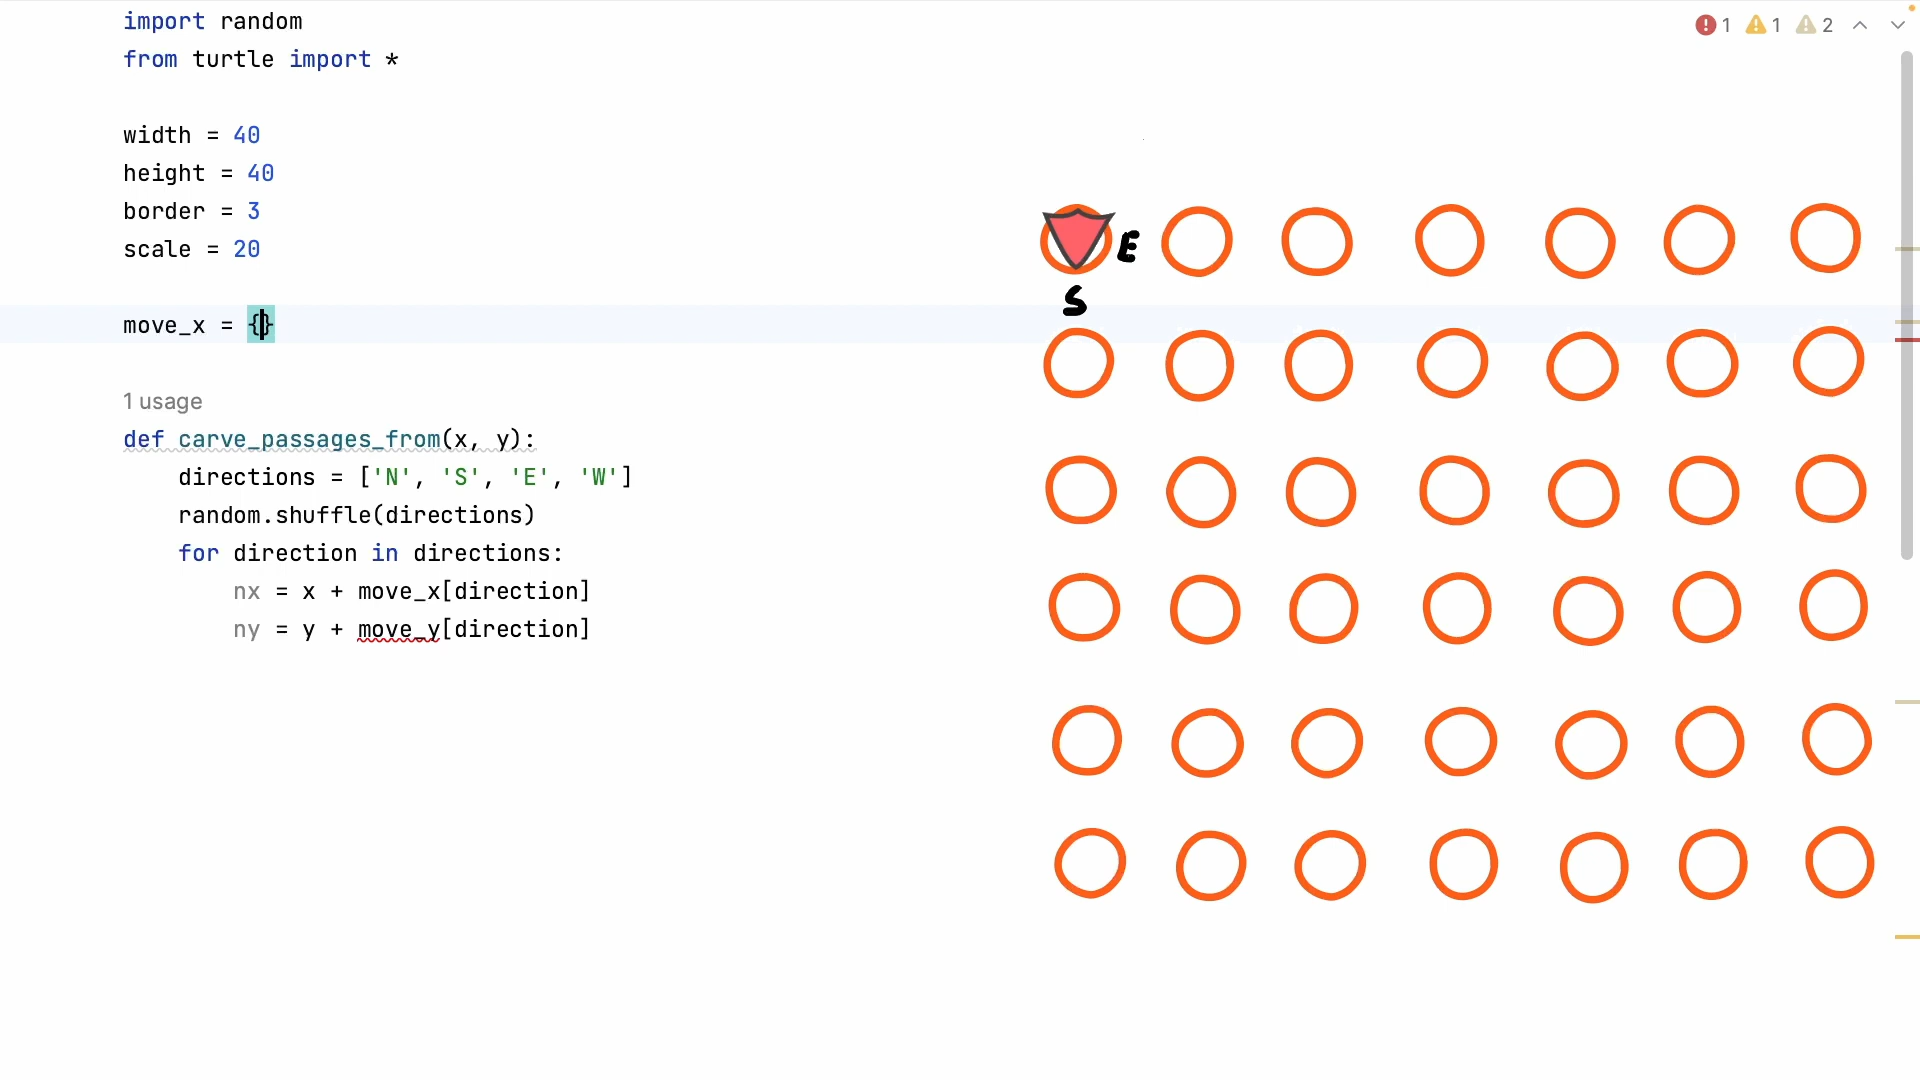 import random
from turtle import *
width = 40
height = 40
border = 3
scale = 20
move_x = {}
1 usage
def carve_passages_from(x, y):
directions = ['N', 'S', 'E', 'W']
random.shuffle(directions)
for direction in directions:
nx = x + move_x[direction]
ny = y + move_y[direction]
1 1 2
E
S